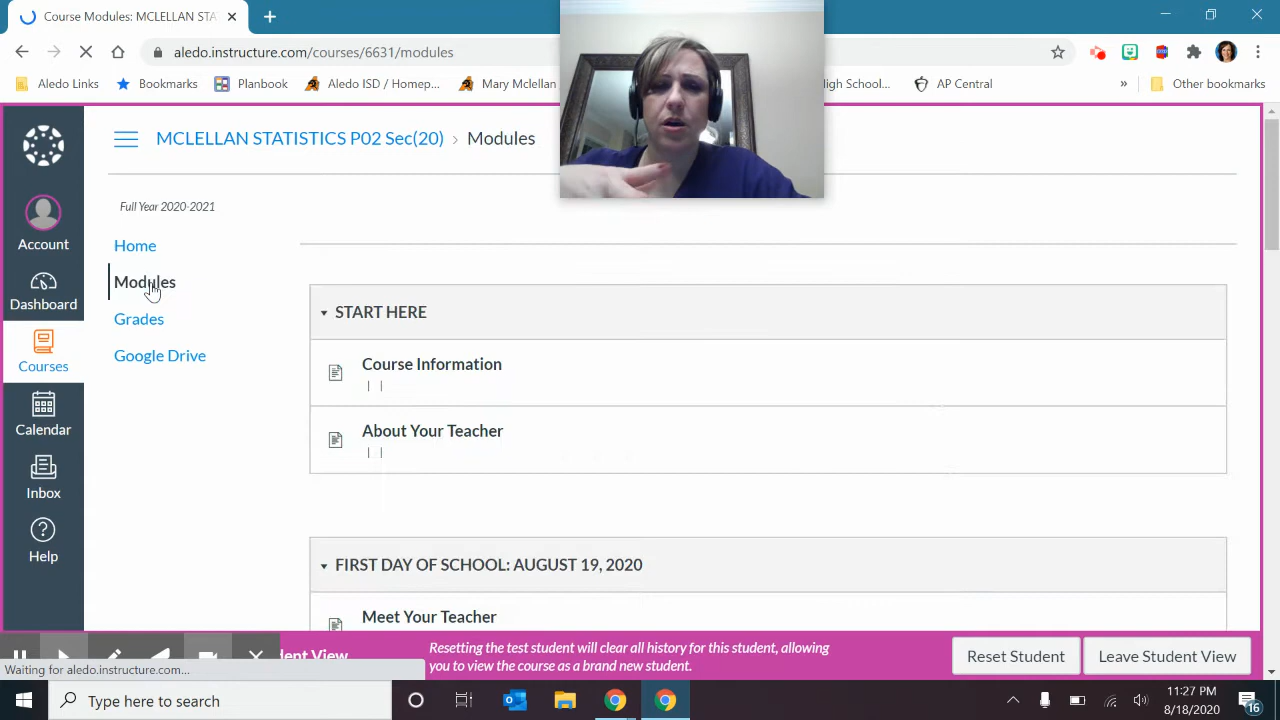 Course Modules: MCLELLAN STA
aledo.instructure.com/courses/6631/modules
Aledo Links
Bookmarks
Planbook
Aledo ISD / Homep...
Mary Mclellan
High School...
AP Central
»
Other bookmarks
MCLELLAN STATISTICS P02 Sec(20) › Modules
Full Year 2020-2021
Account
Dashboard
Courses
Calendar
Inbox
Help
Home
Modules
Grades
Google Drive
START HERE
Course Information
| |
About Your Teacher
| |
FIRST DAY OF SCHOOL: AUGUST 19, 2020
Meet Your Teacher
Resetting the test student will clear all history for this student, allowing
you to view the course as a brand new student.
Reset Student
Leave Student View
Waiting for aledo.instructure.com...
Type here to search
11:27 PM
8/18/2020
16